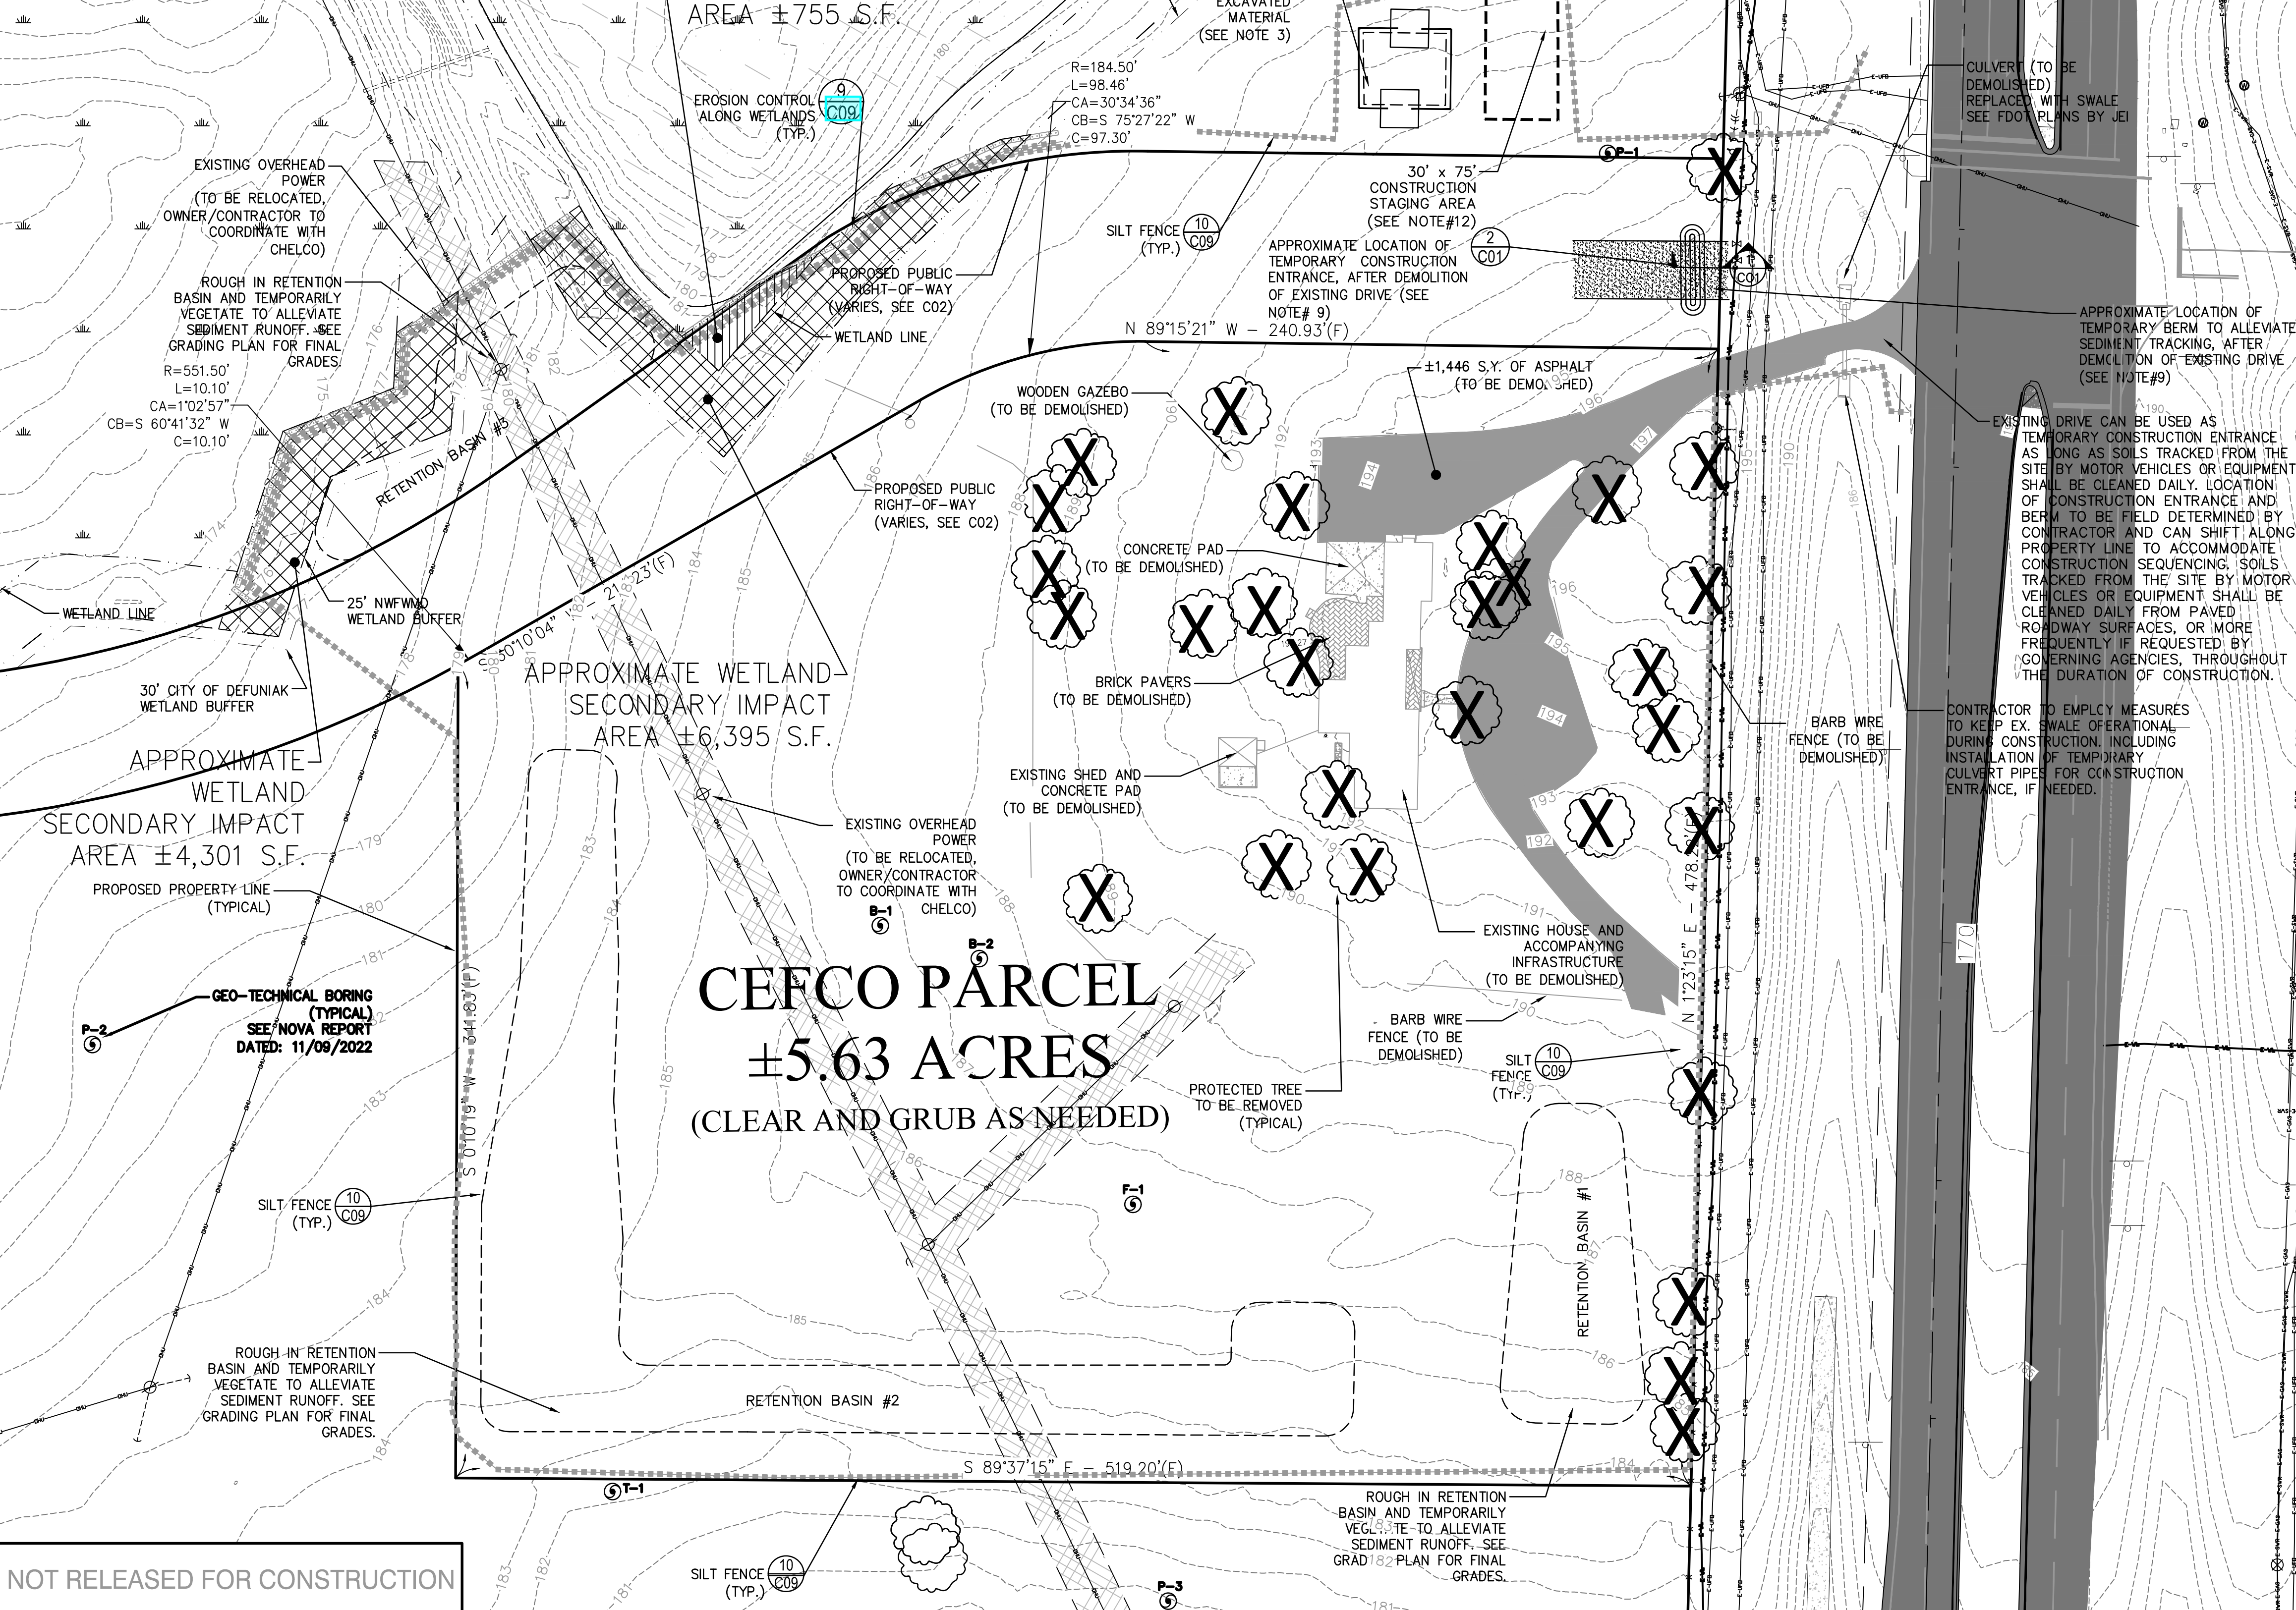 AREA ±755 S.F.
EXCAVATED
MATERIAL
(SEE NOTE 3)
R=184.50'
L=98.46'
CA=30°34'36"
CB=S 75°27'22" W
C=97.30'
EROSION CONTROL
ALONG WETLANDS
(TYP.)
9
C09
CULVERT (TO BE
DEMOLISHED)
REPLACED WITH SWALE
SEE FDOT PLANS BY JEI
EXISTING OVERHEAD
POWER
(TO BE RELOCATED,
OWNER/CONTRACTOR TO
COORDINATE WITH
CHELCO)
P-1
30' x 75'
CONSTRUCTION
STAGING AREA
(SEE NOTE#12)
SILT FENCE
(TYP.)
10
C09
APPROXIMATE LOCATION OF
TEMPORARY CONSTRUCTION
ENTRANCE, AFTER DEMOLITION
OF EXISTING DRIVE (SEE
NOTE# 9)
2
C01
1
C01
ROUGH IN RETENTION
BASIN AND TEMPORARILY
VEGETATE TO ALLEVIATE
SEDIMENT RUNOFF. SEE
GRADING PLAN FOR FINAL
GRADES.
PROPOSED PUBLIC
RIGHT-OF-WAY
(VARIES, SEE C02)
WETLAND LINE
N 89°15'21" W - 240.93'(F)
APPROXIMATE LOCATION OF
TEMPORARY BERM TO ALLEVIATE
SEDIMENT TRACKING, AFTER
DEMOLITION OF EXISTING DRIVE
(SEE NOTE#9)
R=551.50'
L=10.10'
CA=1°02'57"
CB=S 60°41'32" W
C=10.10'
RETENTION BASIN #3
WOODEN GAZEBO
(TO BE DEMOLISHED)
±1,446 S.Y. OF ASPHALT
EXISTING DRIVE CAN BE USED AS
TEMPORARY CONSTRUCTION ENTRANCE
AS LONG AS SOILS TRACKED FROM THE
SITE BY MOTOR VEHICLES OR EQUIPMENT
SHALL BE CLEANED DAILY. LOCATION
OF CONSTRUCTION ENTRANCE AND
BERM TO BE FIELD DETERMINED BY
CONTRACTOR AND CAN SHIFT ALONG
PROPERTY LINE TO ACCOMMODATE
CONSTRUCTION SEQUENCING. SOILS
TRACKED FROM THE SITE BY MOTOR
VEHICLES OR EQUIPMENT SHALL BE
CLEANED DAILY FROM PAVED
ROADWAY SURFACES, OR MORE
FREQUENTLY IF REQUESTED BY
GOVERNING AGENCIES, THROUGHOUT
THE DURATION OF CONSTRUCTION.
PROPOSED PUBLIC
RIGHT-OF-WAY
(VARIES, SEE C02)
CONCRETE PAD
(TO BE DEMOLISHED)
WETLAND LINE
25' NWFWMD
WETLAND BUFFER
30' CITY OF DEFUNIAK
WETLAND BUFFER
APPROXIMATE WETLAND
SECONDARY IMPACT
AREA ±6,395 S.F.
BRICK PAVERS
(TO BE DEMOLISHED)
BARB WIRE
FENCE (TO BE
DEMOLISHED)
CONTRACTOR TO EMPLOY MEASURES
TO KEEP EX. SWALE OPERATIONAL
DURING CONSTRUCTION. INCLUDING
INSTALLATION OF TEMPORARY
CULVERT PIPES FOR CONSTRUCTION
ENTRANCE, IF NEEDED.
APPROXIMATE
WETLAND
SECONDARY IMPACT
AREA ±4,301 S.F.
EXISTING SHED AND
CONCRETE PAD
(TO BE DEMOLISHED)
EXISTING OVERHEAD
POWER
(TO BE RELOCATED,
OWNER/CONTRACTOR
TO COORDINATE WITH
CHELCO)
PROPOSED PROPERTY LINE
(TYPICAL)
B-1
B-2
EXISTING HOUSE AND
ACCOMPANYING
INFRASTRUCTURE
(TO BE DEMOLISHED)
CEFCO PARCEL
±5.63 ACRES
(CLEAR AND GRUB AS NEEDED)
GEO-TECHNICAL BORING
(TYPICAL)
SEE NOVA REPORT
DATED: 11/09/2022
P-2
BARB WIRE
FENCE (TO BE
DEMOLISHED)
SILT
FENCE
(TYP.)
10
C09
PROTECTED TREE
TO BE REMOVED
(TYPICAL)
N 1°23'15" E
170
SILT FENCE
(TYP.)
10
C09
F-1
RETENTION BASIN #1
ROUGH IN RETENTION
BASIN AND TEMPORARILY
VEGETATE TO ALLEVIATE
SEDIMENT RUNOFF. SEE
GRADING PLAN FOR FINAL
GRADES.
RETENTION BASIN #2
S 89°37'15" E - 519.20'(F)
T-1
ROUGH IN RETENTION
BASIN AND TEMPORARILY
TO ALLEVIATE
SEDIMENT RUNOFF. SEE
PLAN FOR FINAL
GRADES.
SILT FENCE
(TYP.)
10
C09
P-3
NOT RELEASED FOR CONSTRUCTION